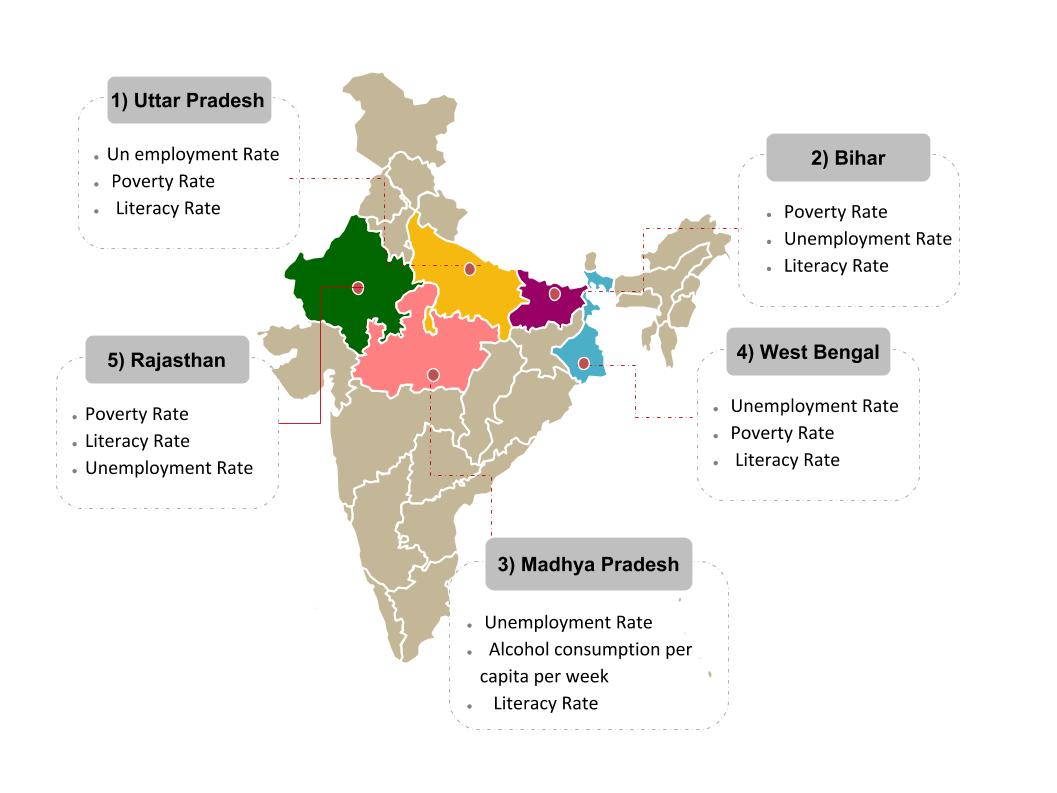 1) Uttar Pradesh
Un employment Rate
Poverty Rate
Literacy Rate
2) Bihar
Poverty Rate
Unemployment Rate
Literacy Rate
5) Rajasthan
Poverty Rate
Literacy Rate
Unemployment Rate
4) West Bengal
Unemployment Rate
Poverty Rate
Literacy Rate
3) Madhya Pradesh
Unemployment Rate
Alcohol consumption per
capita per week
Literacy Rate